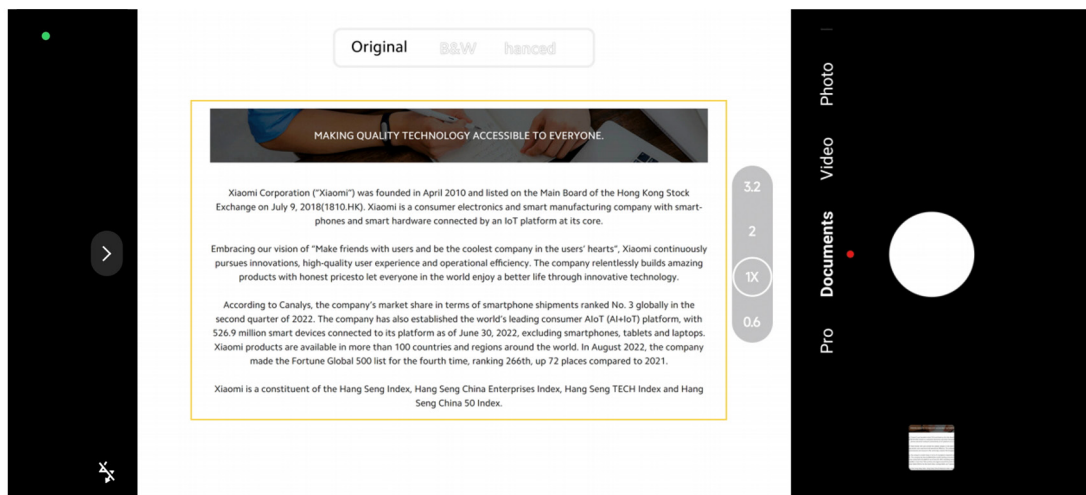 Original B&W hanced
MAKING QUALITY TECHNOLOGY ACCESSIBLE TO EVERYONE.
Xiaomi Corporation (“Xiaomi”) was founded in April 2010 and listed on the Main Board of the Hong Kong Stock
Exchange on July 9, 2018(1810.HK). Xiaomi is a consumer electronics and smart manufacturing company with smart-
phones and smart hardware connected by an IoT platform at its core.
Embracing our vision of “Make friends with users and be the coolest company in the users’ hearts”, Xiaomi continuously
pursues innovations, high-quality user experience and operational efficiency. The company relentlessly builds amazing
products with honest pricesto let everyone in the world enjoy a better life through innovative technology.
According to Canalys, the company’s market share in terms of smartphone shipments ranked No. 3 globally in the
second quarter of 2022. The company has also established the world’s leading consumer AIoT (AI+IoT) platform, with
526.9 million smart devices connected to its platform as of June 30, 2022, excluding smartphones, tablets and laptops.
Xiaomi products are available in more than 100 countries and regions around the world. In August 2022, the company
made the Fortune Global 500 list for the fourth time, ranking 266th, up 72 places compared to 2021.
Xiaomi is a constituent of the Hang Seng Index, Hang Seng China Enterprises Index, Hang Seng TECH Index and Hang
Seng China 50 Index.
3.2
2
1X
0.6
Photo
Video
Documents
Pro